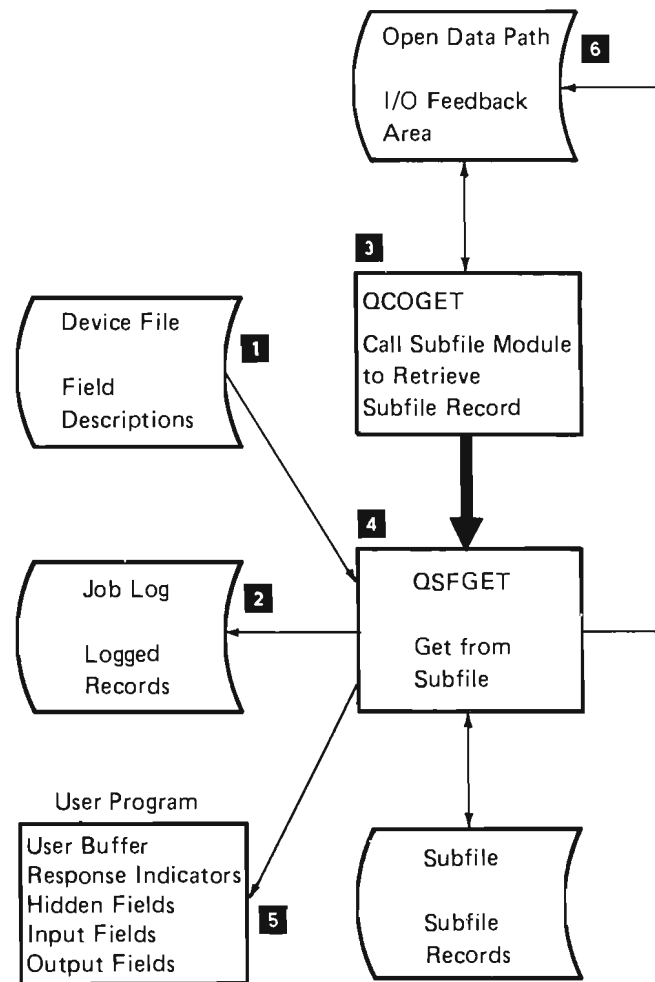 Open Data Path
6
I/O Feedback
Area
3
QCOGET
Call Subfile Module
to Retrieve
Subfile Record
Device File
1
Field
Descriptions
4
QSFGET
Get from
Subfile
Job Log
2
Logged
Records
User Program
User Buffer
Response Indicators
Hidden Fields
Input Fields
Output Fields
5
Subfile
Subfile
Records